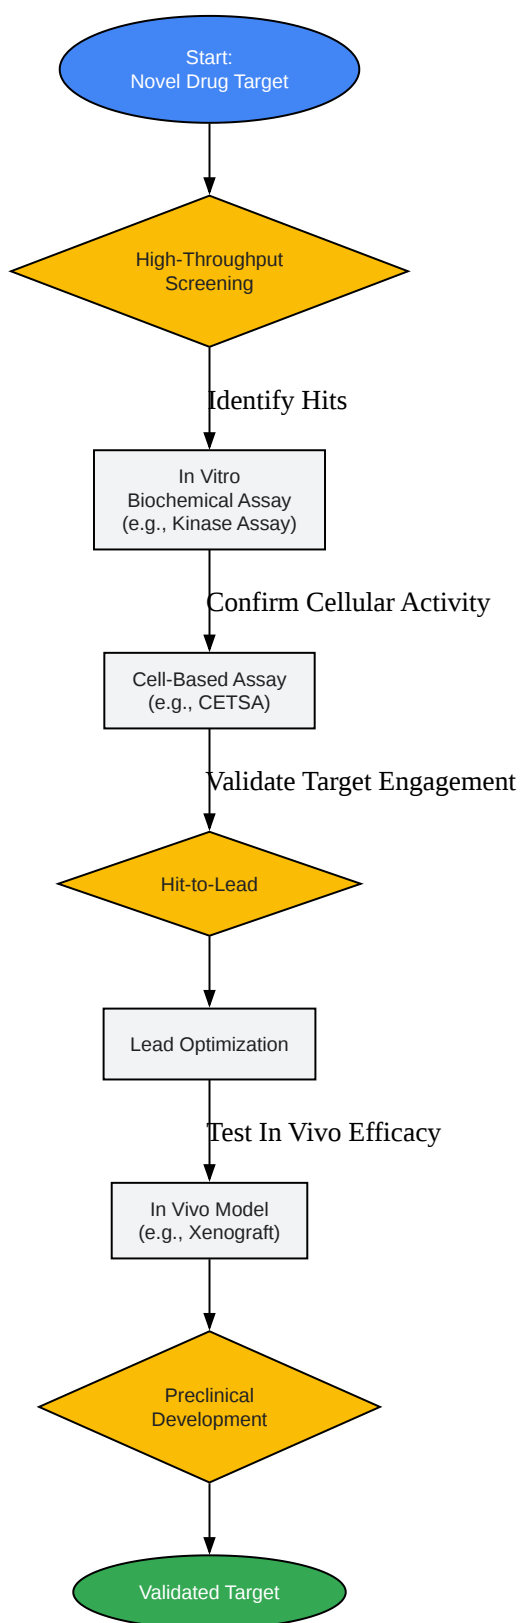 Start:
Novel Drug Target
High-Throughput
Screening
Identify Hits
In Vitro
Biochemical Assay
(e.g., Kinase Assay)
Confirm Cellular Activity
Cell-Based Assay
(e.g., CETSA)
Validate Target Engagement
Hit-to-Lead
Lead Optimization
Test In Vivo Efficacy
In Vivo Model
(e.g., Xenograft)
Preclinical
Development
Validated Target